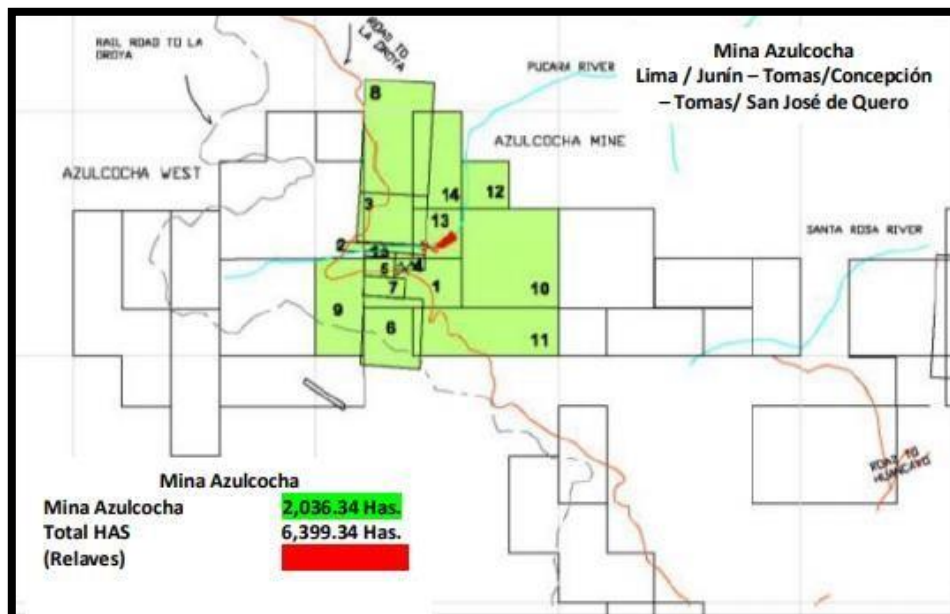 RAIL ROAD TO LA
OROYA
ROAD TO
LA OROYA
PUCARA RIVER
Mina Azulcocha
Lima / Junín – Tomas/Concepción
– Tomas/ San José de Quero
AZULCOCHA WEST
AZULCOCHA MINE
SANTA ROSA RIVER
8
3
14
12
13
2
15
5
4
1
7
10
9
6
11
ROAD TO
HUANCAYO
Mina Azulcocha
Mina Azulcocha 2,036.34 Has.
Total HAS 6,399.34 Has.
(Relaves)